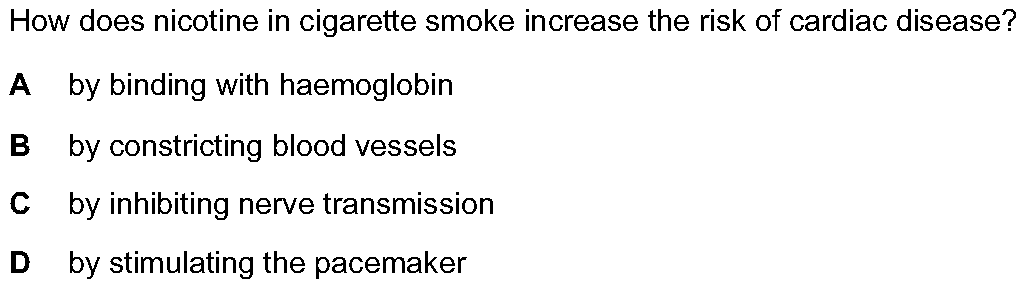 How does nicotine in cigarette smoke increase the risk of cardiac disease?
A by binding with haemoglobin
B by constricting blood vessels
C by inhibiting nerve transmission
D by stimulating the pacemaker